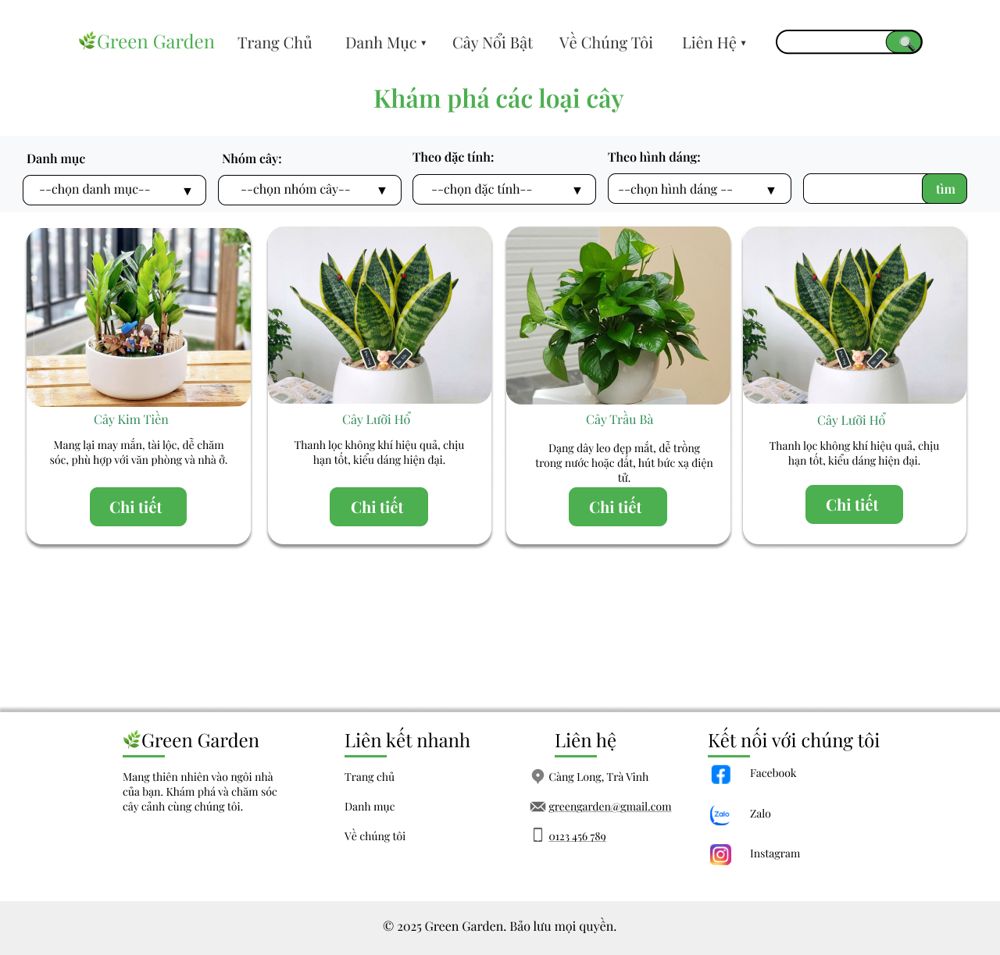 Green Garden
Trang Chủ
Danh Mục ▾
Cây Nổi Bật
Về Chúng Tôi
Liên Hệ ▾
Khám phá các loại cây
Danh mục
Nhóm cây:
Theo đặc tính:
Theo hình dáng:
--chọn danh mục-- ▼
--chọn nhóm cây-- ▼
--chọn đặc tính-- ▼
--chọn hình dáng -- ▼
tìm
Cây Kim Tiền
Mang lại may mắn, tài lộc, dễ chăm
sóc, phù hợp với văn phòng và nhà ở.
Chi tiết
Cây Lưỡi Hổ
Thanh lọc không khí hiệu quả, chịu
hạn tốt, kiểu dáng hiện đại.
Chi tiết
Cây Trầu Bà
Dạng dây leo đẹp mắt, dễ trồng
trong nước hoặc đất, hút bức xạ điện
tử.
Chi tiết
Cây Lưỡi Hổ
Thanh lọc không khí hiệu quả, chịu
hạn tốt, kiểu dáng hiện đại.
Chi tiết
Green Garden
Mang thiên nhiên vào ngôi nhà
của bạn. Khám phá và chăm sóc
cây cảnh cùng chúng tôi.
Liên kết nhanh
Trang chủ
Danh mục
Về chúng tôi
Liên hệ
Càng Long, Trà Vinh
greengarden@gmail.com
0123 456 789
Kết nối với chúng tôi
Facebook
Zalo
Zalo
Instagram
© 2025 Green Garden. Bảo lưu mọi quyền.